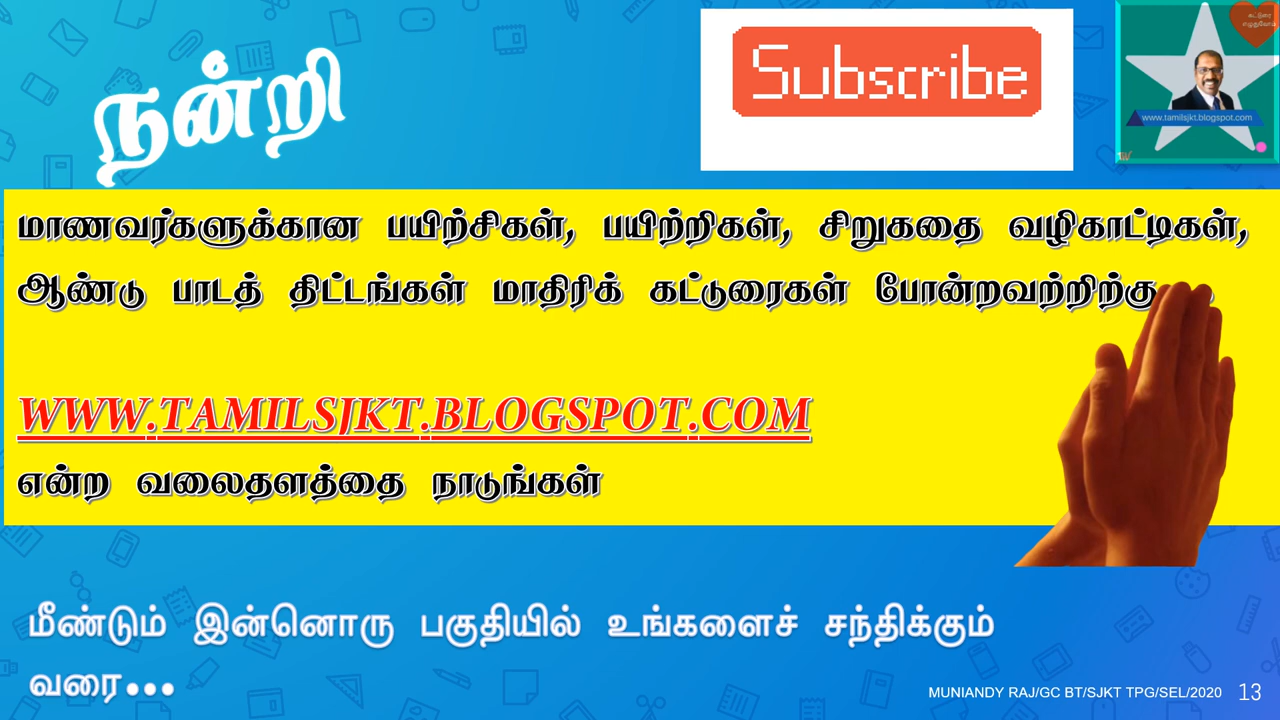 நன்றி
Subscribe
கட்டுரை
எழுதுவோம்
www.tamilsjkt.blogspot.com
மாணவர்களுக்கான பயிற்சிகள், பயிற்றிகள், சிறுகதை வழிகாட்டிகள்,
ஆண்டு பாடத் திட்டங்கள் மாதிரிக் கட்டுரைகள் போன்றவற்றிற்கு
WWW.TAMILSJKT.BLOGSPOT.COM
என்ற வலைதளத்தை நாடுங்கள்
மீண்டும் இன்னொரு பகுதியில் உங்களைச் சந்திக்கும்
வரை...
MUNIANDY RAJ/GC BT/SJKT TPG/SEL/2020 13